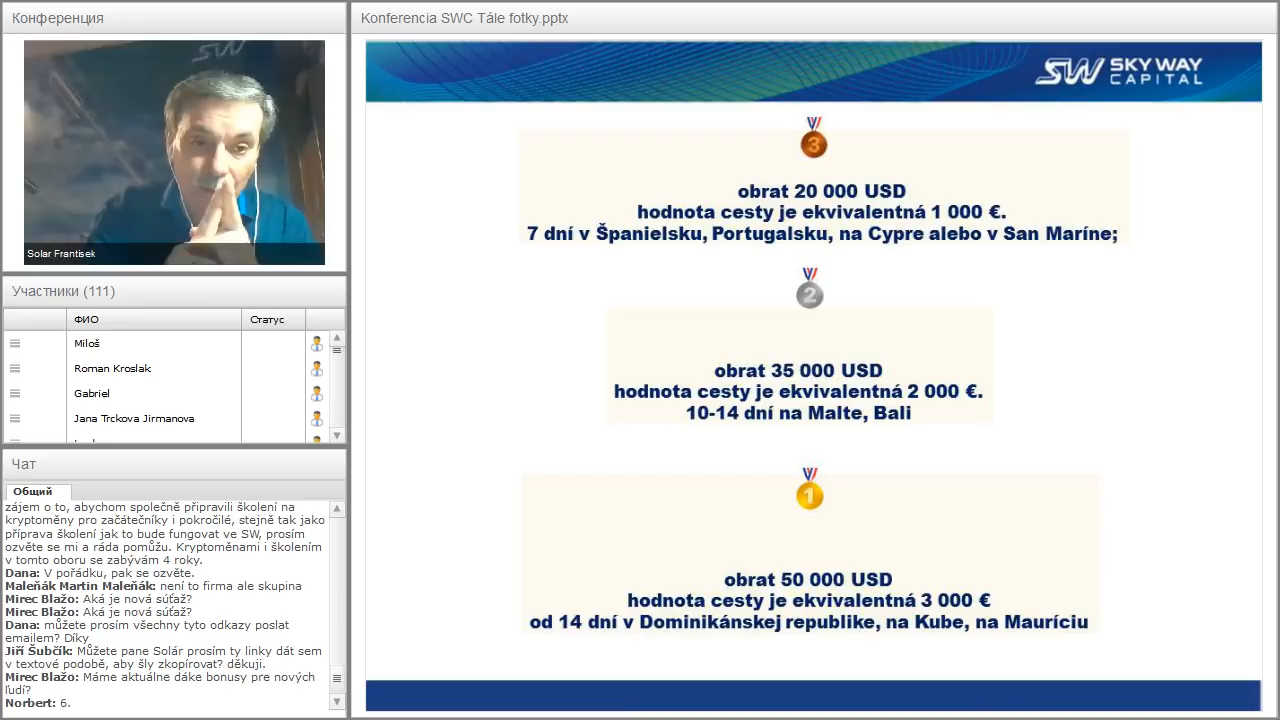 Конференция
SW
Solar Frantisek
Участники (111)
ФИО
Статус
Miloš
Roman Krošlak
Gabriel
Jana Trckova Jirmanova
Чат
Общий
zájem o to, abychom společně připravili školení na
kryptoměny pro začátečníky i pokročilé, stejně tak jako
příprava školení jak to bude fungovat ve SW, prosím
ozvěte se mi a ráda pomůžu. Kryptoměnami i školením
v tomto oboru se zabývám 4 roky.
Dana: V pořádku, pak se ozvěte.
Maleňák Martin Maleňák: není to firma ale skupina
Mirec Blažo: Aká je nová súťaž?
Mirec Blažo: Aká je nová súťaž?
Dana: můžete prosím všechny tyto odkazy poslat
emailem? Díky
Jiří Šubčík: Můžete pane Solár prosím ty linky dát sem
v textové podobě, aby šly zkopírovat? děkuji.
Mirec Blažo: Máme aktuálne dáke bonusy pre nových
ľudí?
Norbert: 6.
Konferencia SWC Tále fotky.pptx
SW SKY WAY
CAPITAL
3
obrat 20 000 USD
hodnota cesty je ekvivalentná 1 000 €.
7 dní v Španielsku, Portugalsku, na Cypre alebo v San Maríne;
2
obrat 35 000 USD
hodnota cesty je ekvivalentná 2 000 €.
10-14 dní na Malte, Bali
1
obrat 50 000 USD
hodnota cesty je ekvivalentná 3 000 €
od 14 dní v Dominikánskej republike, na Kube, na Mauríciu